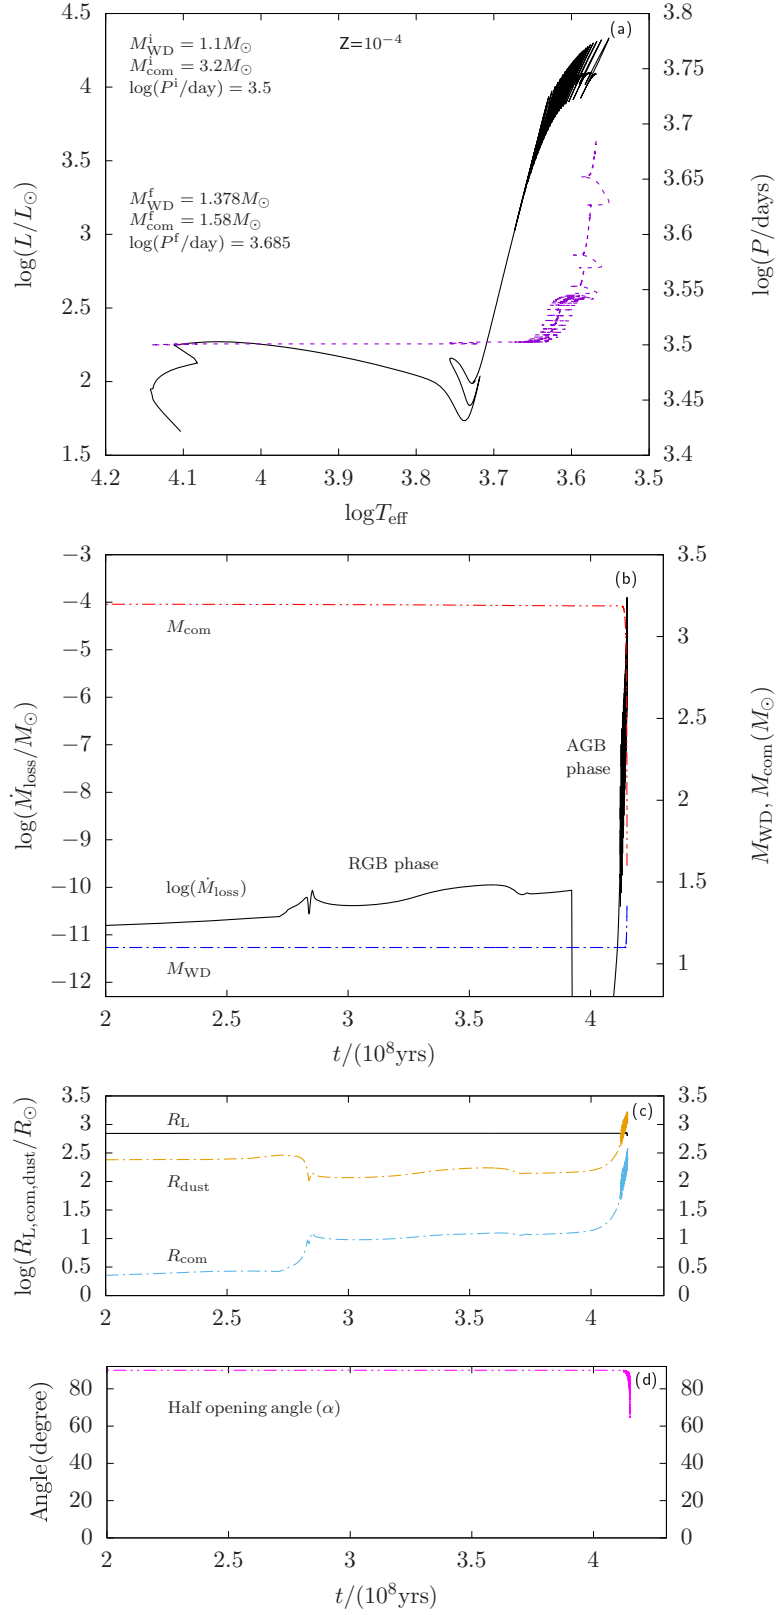 (a)
M^i_WD = 1.1M_⊙
Z=10^−4
M^i_com = 3.2M_⊙
log(P^i/day) = 3.5
M^f_WD = 1.378M_⊙
M^f_com = 1.58M_⊙
log(P^f/day) = 3.685
log(L/L_⊙)
4.5
4
3.5
3
2.5
2
1.5
log(P/days)
3.8
3.75
3.7
3.65
3.6
3.55
3.5
3.45
3.4
4.2 4.1 4 3.9 3.8 3.7 3.6 3.5
logT_eff
(b)
M_com
AGB
phase
RGB phase
log(Ṁ_loss)
M_WD
log(Ṁ_loss/M_⊙)
−3
−4
−5
−6
−7
−8
−9
−10
−11
−12
M_WD, M_com(M_⊙)
3.5
3
2.5
2
1.5
1
2 2.5 3 3.5 4
t/(10^8yrs)
(c)
R_L
R_dust
R_com
log(R_L,com,dust/R_⊙)
3.5
3
2.5
2
1.5
1
0.5
0
3.5
3
2.5
2
1.5
1
0.5
0
2 2.5 3 3.5 4
(d)
Half opening angle (α)
Angle(degree)
80
60
40
20
0
80
60
40
20
0
2 2.5 3 3.5 4
t/(10^8yrs)